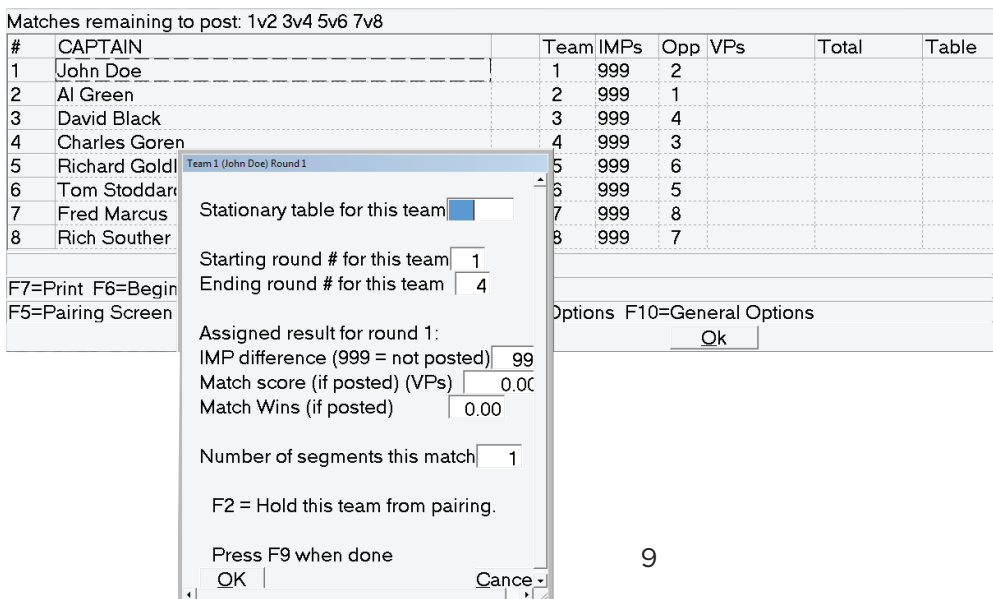 Matches remaining to post: 1v2 3v4 5v6 7v8
# CAPTAIN Team IMPs Opp VPs Total Table
1 John Doe 1 999 2
2 Al Green 2 999 1
3 David Black 3 999 4
4 Charles Goren 4 999 3
5 Richard Gold 5 999 6
6 Tom Stoddar 6 999 5
7 Fred Marcus 7 999 8
8 Rich Souther 8 999 7
F7=Print F6=Begin
F5=Pairing Screen Options F10=General Options
Ok
Team 1 (John Doe) Round 1
Stationary table for this team
Starting round # for this team 1
Ending round # for this team 4
Assigned result for round 1:
IMP difference (999 = not posted) 99
Match score (if posted) (VPs) 0.00
Match Wins (if posted) 0.00
Number of segments this match 1
F2 = Hold this team from pairing.
Press F9 when done
OK Cance
9